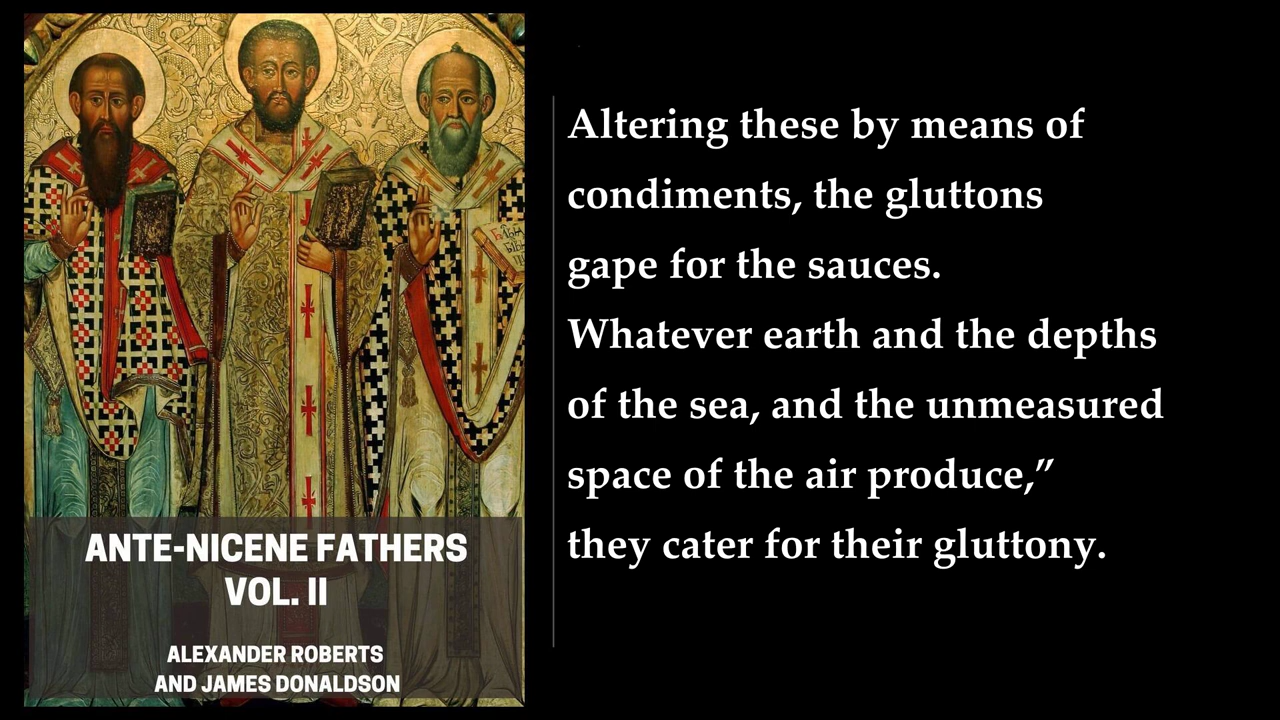 Altering these by means of
condiments, the gluttons
gape for the sauces.
Whatever earth and the depths
of the sea, and the unmeasured
space of the air produce,”
they cater for their gluttony.
ANTE-NICENE FATHERS
VOL. II
ALEXANDER ROBERTS
AND JAMES DONALDSON